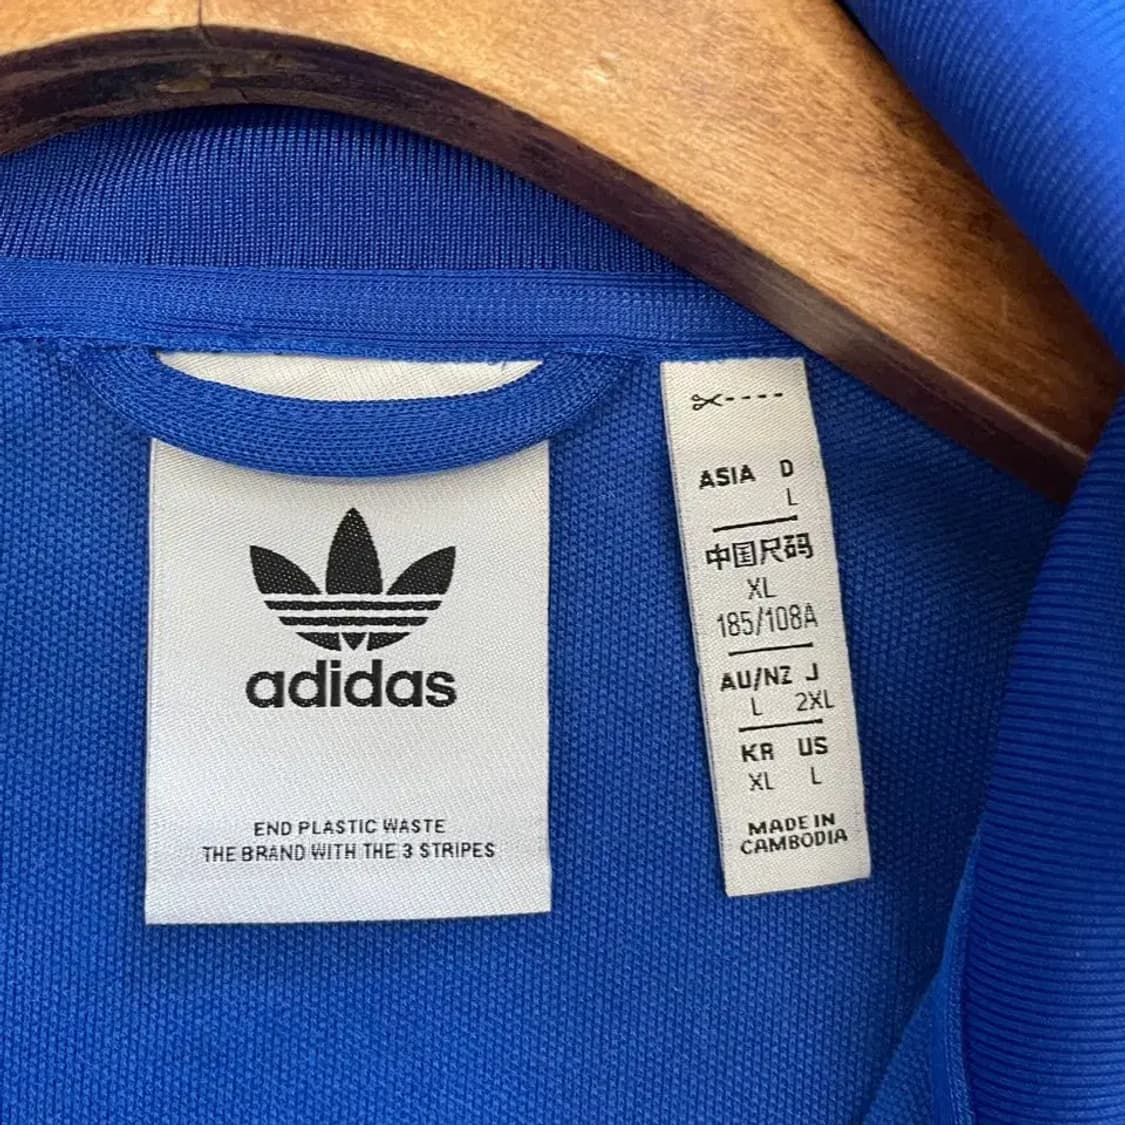 adidas
END PLASTIC WASTE
THE BRAND WITH THE 3 STRIPES
ASIA D
L
中国尺码
XL
185/108A
AU/NZ J
L 2XL
KR US
XL L
MADE IN
CAMBODIA